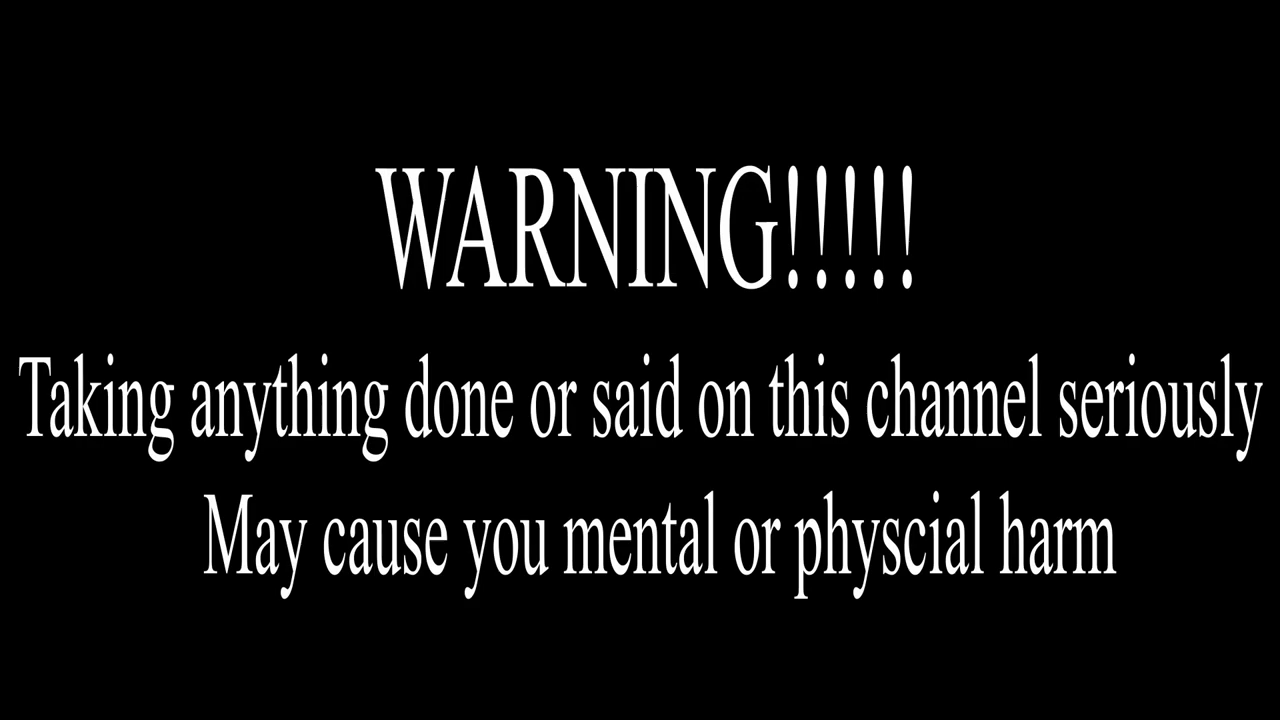 WARNING!!!!!
Taking anything done or said on this channel seriously
May cause you mental or physcial harm